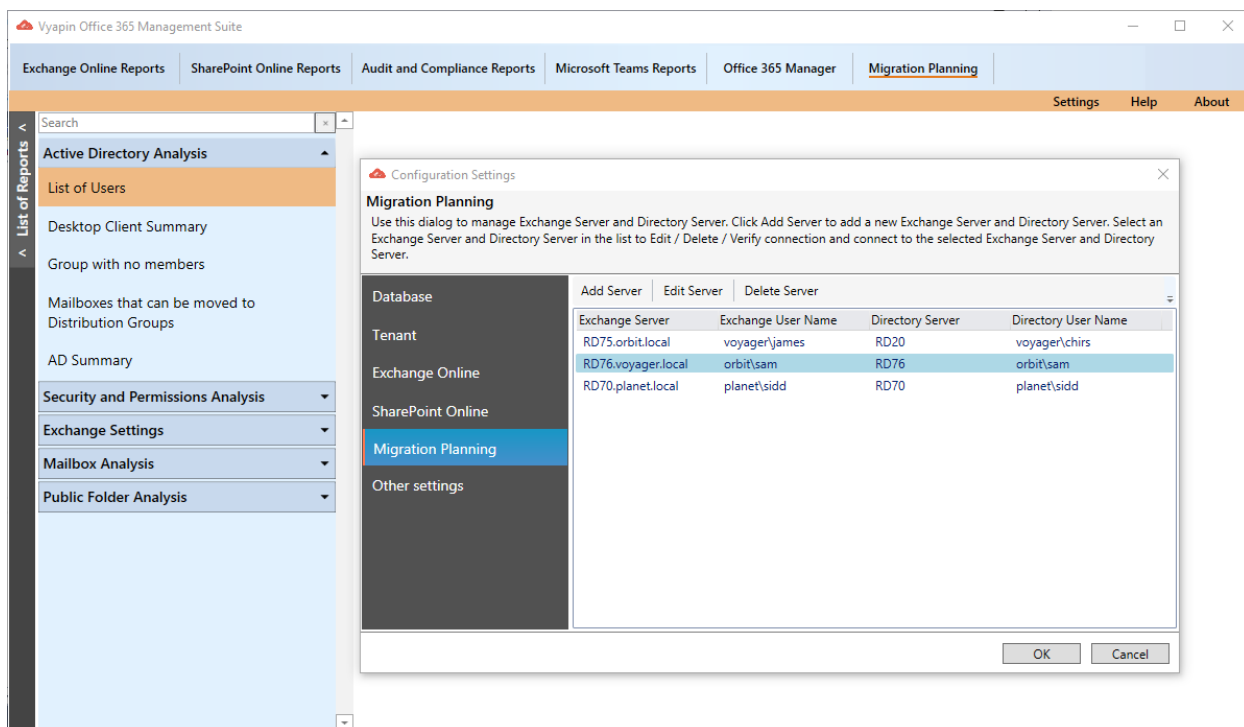 Vyapin Office 365 Management Suite
Exchange Online Reports SharePoint Online Reports Audit and Compliance Reports Microsoft Teams Reports Office 365 Manager Migration Planning
Settings Help About
< List of Reports <
Search
Active Directory Analysis
List of Users
Desktop Client Summary
Group with no members
Mailboxes that can be moved to
Distribution Groups
AD Summary
Security and Permissions Analysis
Exchange Settings
Mailbox Analysis
Public Folder Analysis
Configuration Settings
Migration Planning
Use this dialog to manage Exchange Server and Directory Server. Click Add Server to add a new Exchange Server and Directory Server. Select an
Exchange Server and Directory Server in the list to Edit / Delete / Verify connection and connect to the selected Exchange Server and Directory
Server.
Database
Tenant
Exchange Online
SharePoint Online
Migration Planning
Other settings
Add Server Edit Server Delete Server
Exchange Server Exchange User Name Directory Server Directory User Name
RD75.orbit.local voyager\james RD20 voyager\chirs
RD76.voyager.local orbit\sam RD76 orbit\sam
RD70.planet.local planet\sidd RD70 planet\sidd
OK Cancel